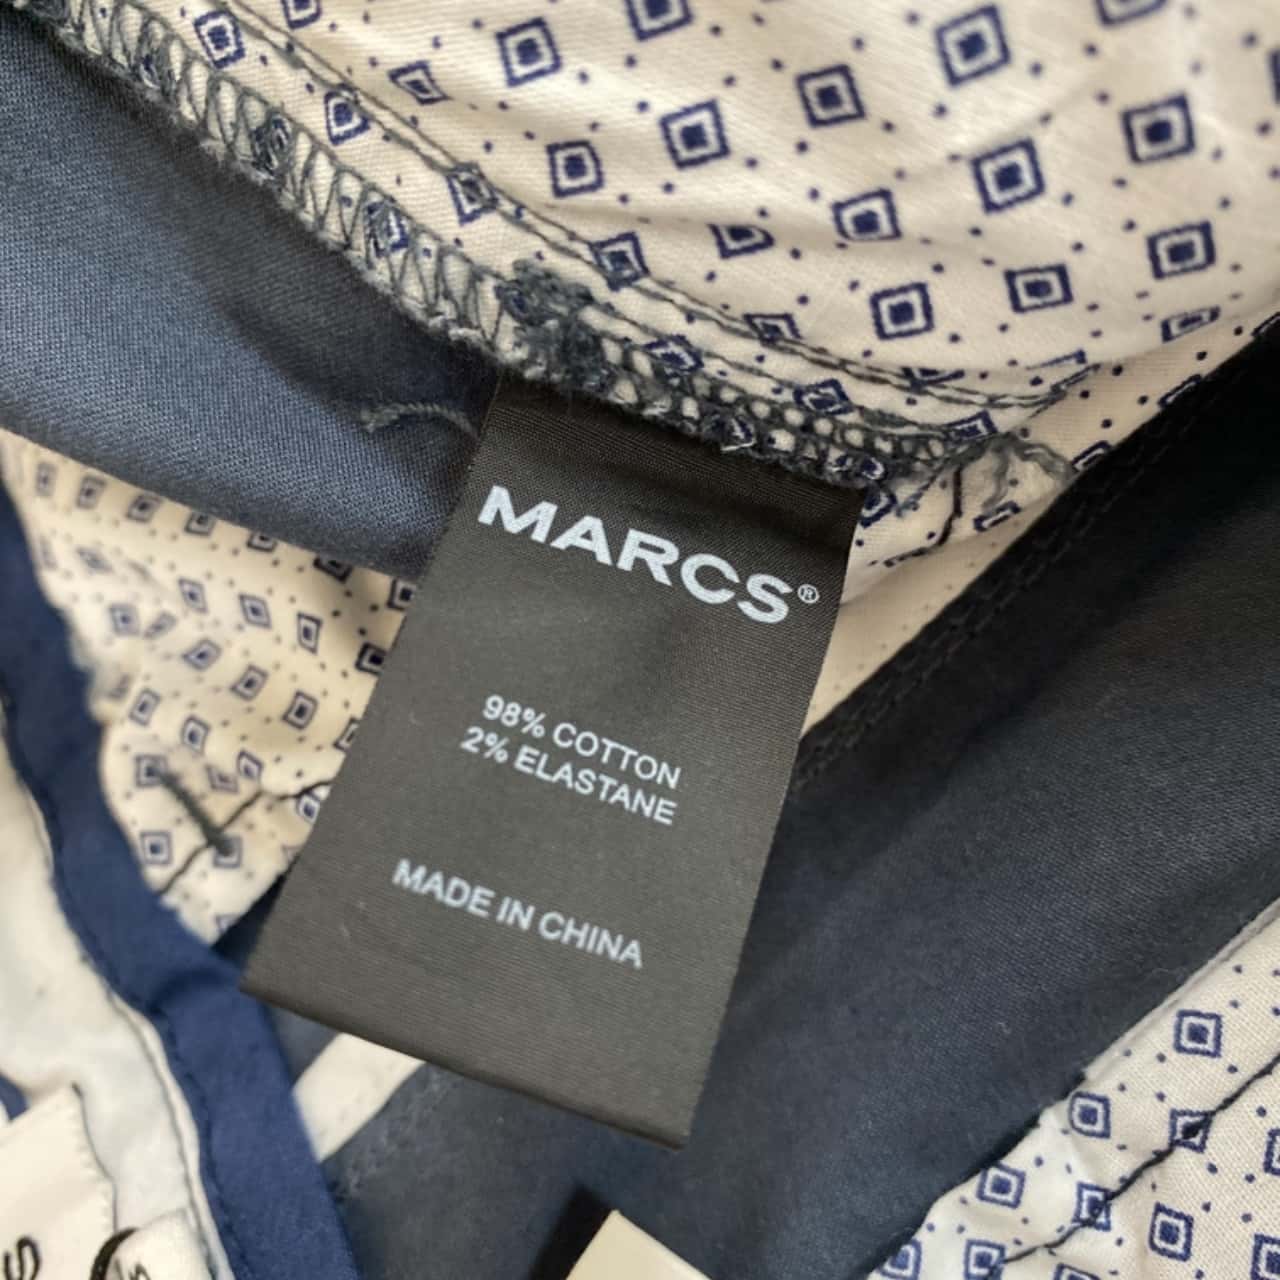 MARCS®
98% COTTON
2% ELASTANE
MADE IN CHINA